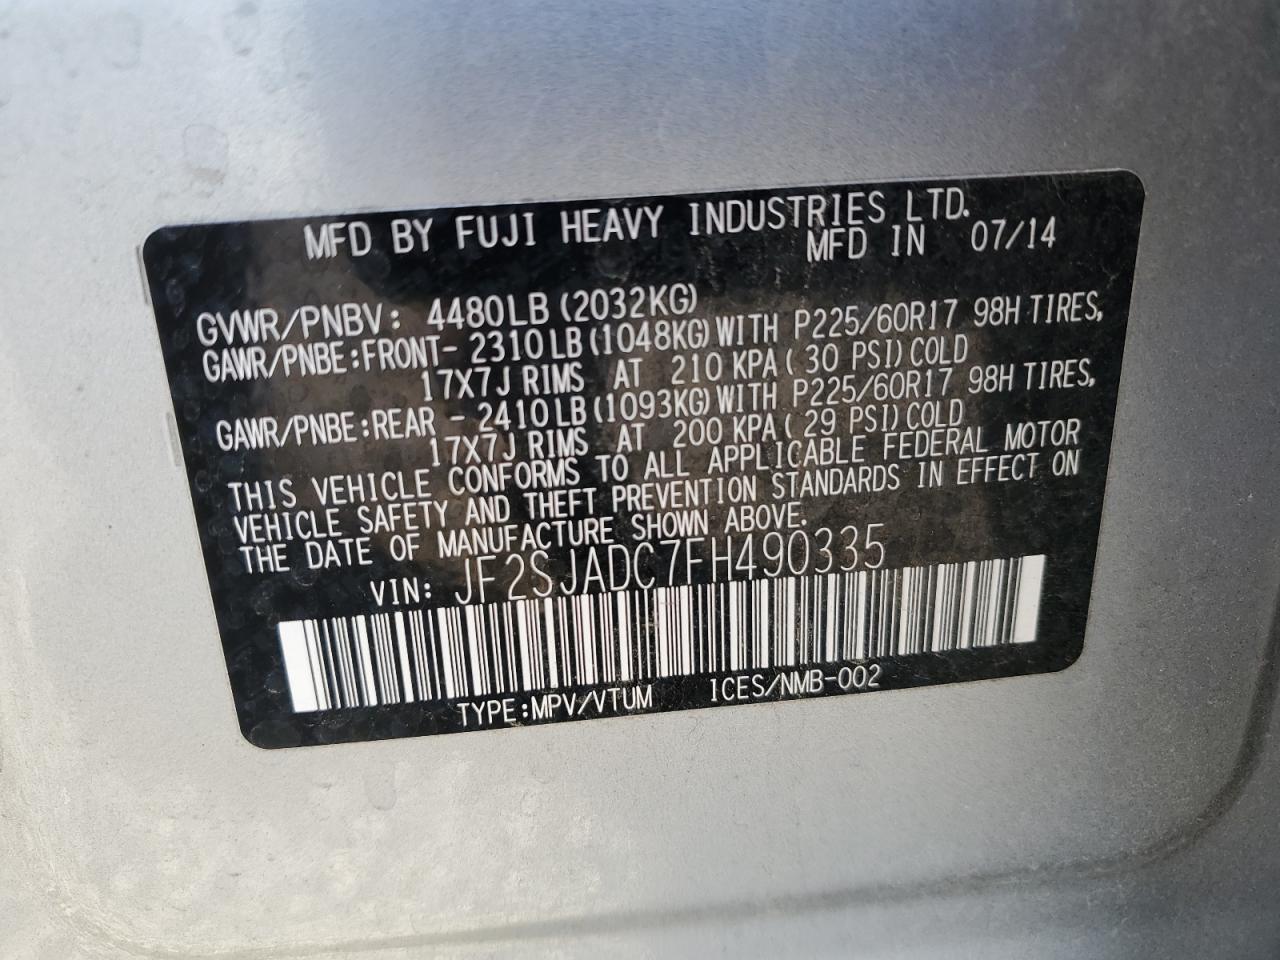 MFD BY FUJI HEAVY INDUSTRIES LTD.
MFD IN 07/14
GVWR/PNBV: 4480LB (2032KG)
GAWR/PNBE:FRONT- 2310LB(1048KG)WITH P225/60R17 98H TIRES,
17X7J RIMS AT 210 KPA(30 PSI)COLD
GAWR/PNBE:REAR - 2410LB(1093KG)WITH P225/60R17 98H TIRES,
17X7J RIMS AT 200 KPA(29 PSI)COLD
THIS VEHICLE CONFORMS TO ALL APPLICABLE FEDERAL MOTOR
VEHICLE SAFETY AND THEFT PREVENTION STANDARDS IN EFFECT ON
THE DATE OF MANUFACTURE SHOWN ABOVE.
VIN: JF2SJADC7FH490335
TYPE:MPV/VTUM ICES/NMB-002